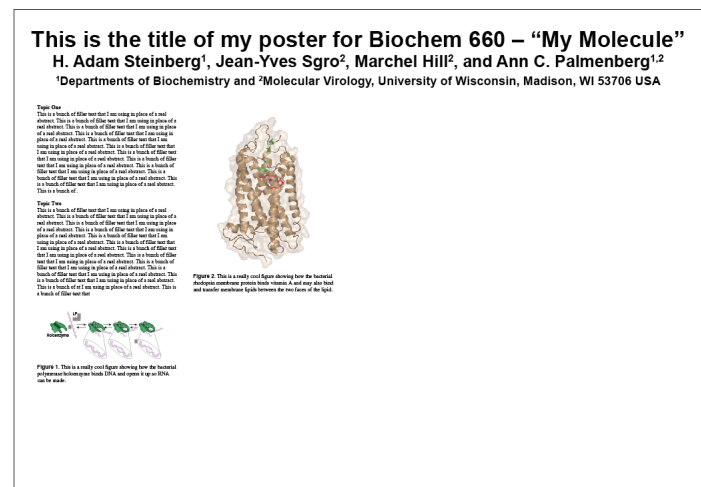 This is the title of my poster for Biochem 660 – “My Molecule”
H. Adam Steinberg¹, Jean-Yves Sgro², Marchel Hill², and Ann C. Palmenberg¹,²
¹Departments of Biochemistry and ²Molecular Virology, University of Wisconsin, Madison, WI 53706 USA
Topic One
This is a bunch of filler text that I am using in place of a real
abstract. This is a bunch of filler text that I am using in place of a
real abstract. This is a bunch of filler text that I am using in place
of a real abstract. This is a bunch of filler text that I am using in
place of a real abstract. This is a bunch of filler text that I am
using in place of a real abstract. This is a bunch of filler text that
I am using in place of a real abstract. This is a bunch of filler text
that I am using in place of a real abstract. This is a bunch of filler
text that I am using in place of a real abstract. This is a bunch of
filler text that I am using in place of a real abstract. This is a
bunch of filler text that I am using in place of a real abstract. This
is a bunch of filler text that I am using in place of a real abstract.
This is a bunch of .
Topic Two
This is a bunch of filler text that I am using in place of a real
abstract. This is a bunch of filler text that I am using in place of a
real abstract. This is a bunch of filler text that I am using in place
of a real abstract. This is a bunch of filler text that I am using in
place of a real abstract. This is a bunch of filler text that I am
using in place of a real abstract. This is a bunch of filler text that
I am using in place of a real abstract. This is a bunch of filler text
that I am using in place of a real abstract. This is a bunch of filler
text that I am using in place of a real abstract. This is a bunch of
filler text that I am using in place of a real abstract. This is a
bunch of filler text that I am using in place of a real abstract. This
is a bunch of filler text that I am using in place of a real abstract.
This is a bunch of at I am using in place of a real abstract. This is
a bunch of filler text that
Holoenzyme
Figure 1. This is a really cool figure showing how the bacterial
polymerase holoenzyme binds DNA and opens it up so RNA
can be made.
Figure 2. This is a really cool figure showing how the bacterial
rhodopsin membrane protein binds vitamin A and may also bind
and transfer membrane lipids between the two faces of the lipid.